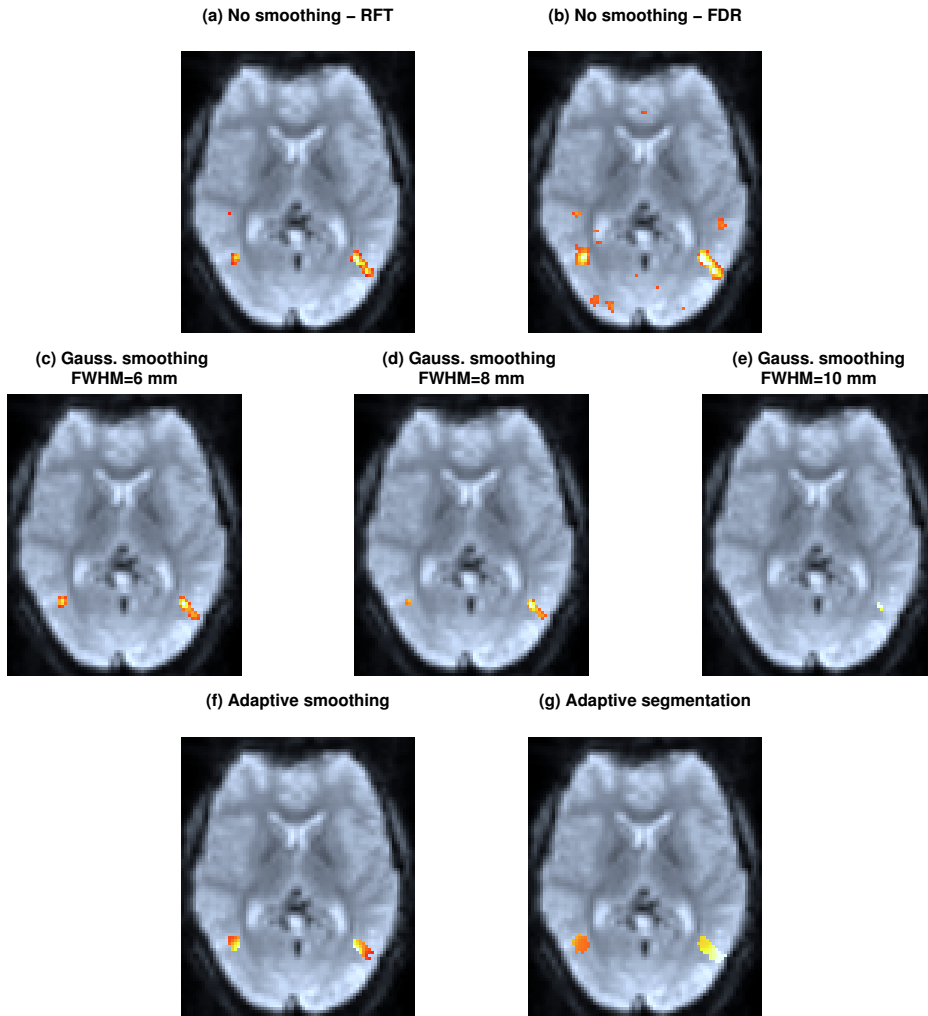 (a) No smoothing − RFT
(b) No smoothing − FDR
(c) Gauss. smoothing
FWHM=6 mm
(d) Gauss. smoothing
FWHM=8 mm
(e) Gauss. smoothing
FWHM=10 mm
(f) Adaptive smoothing
(g) Adaptive segmentation